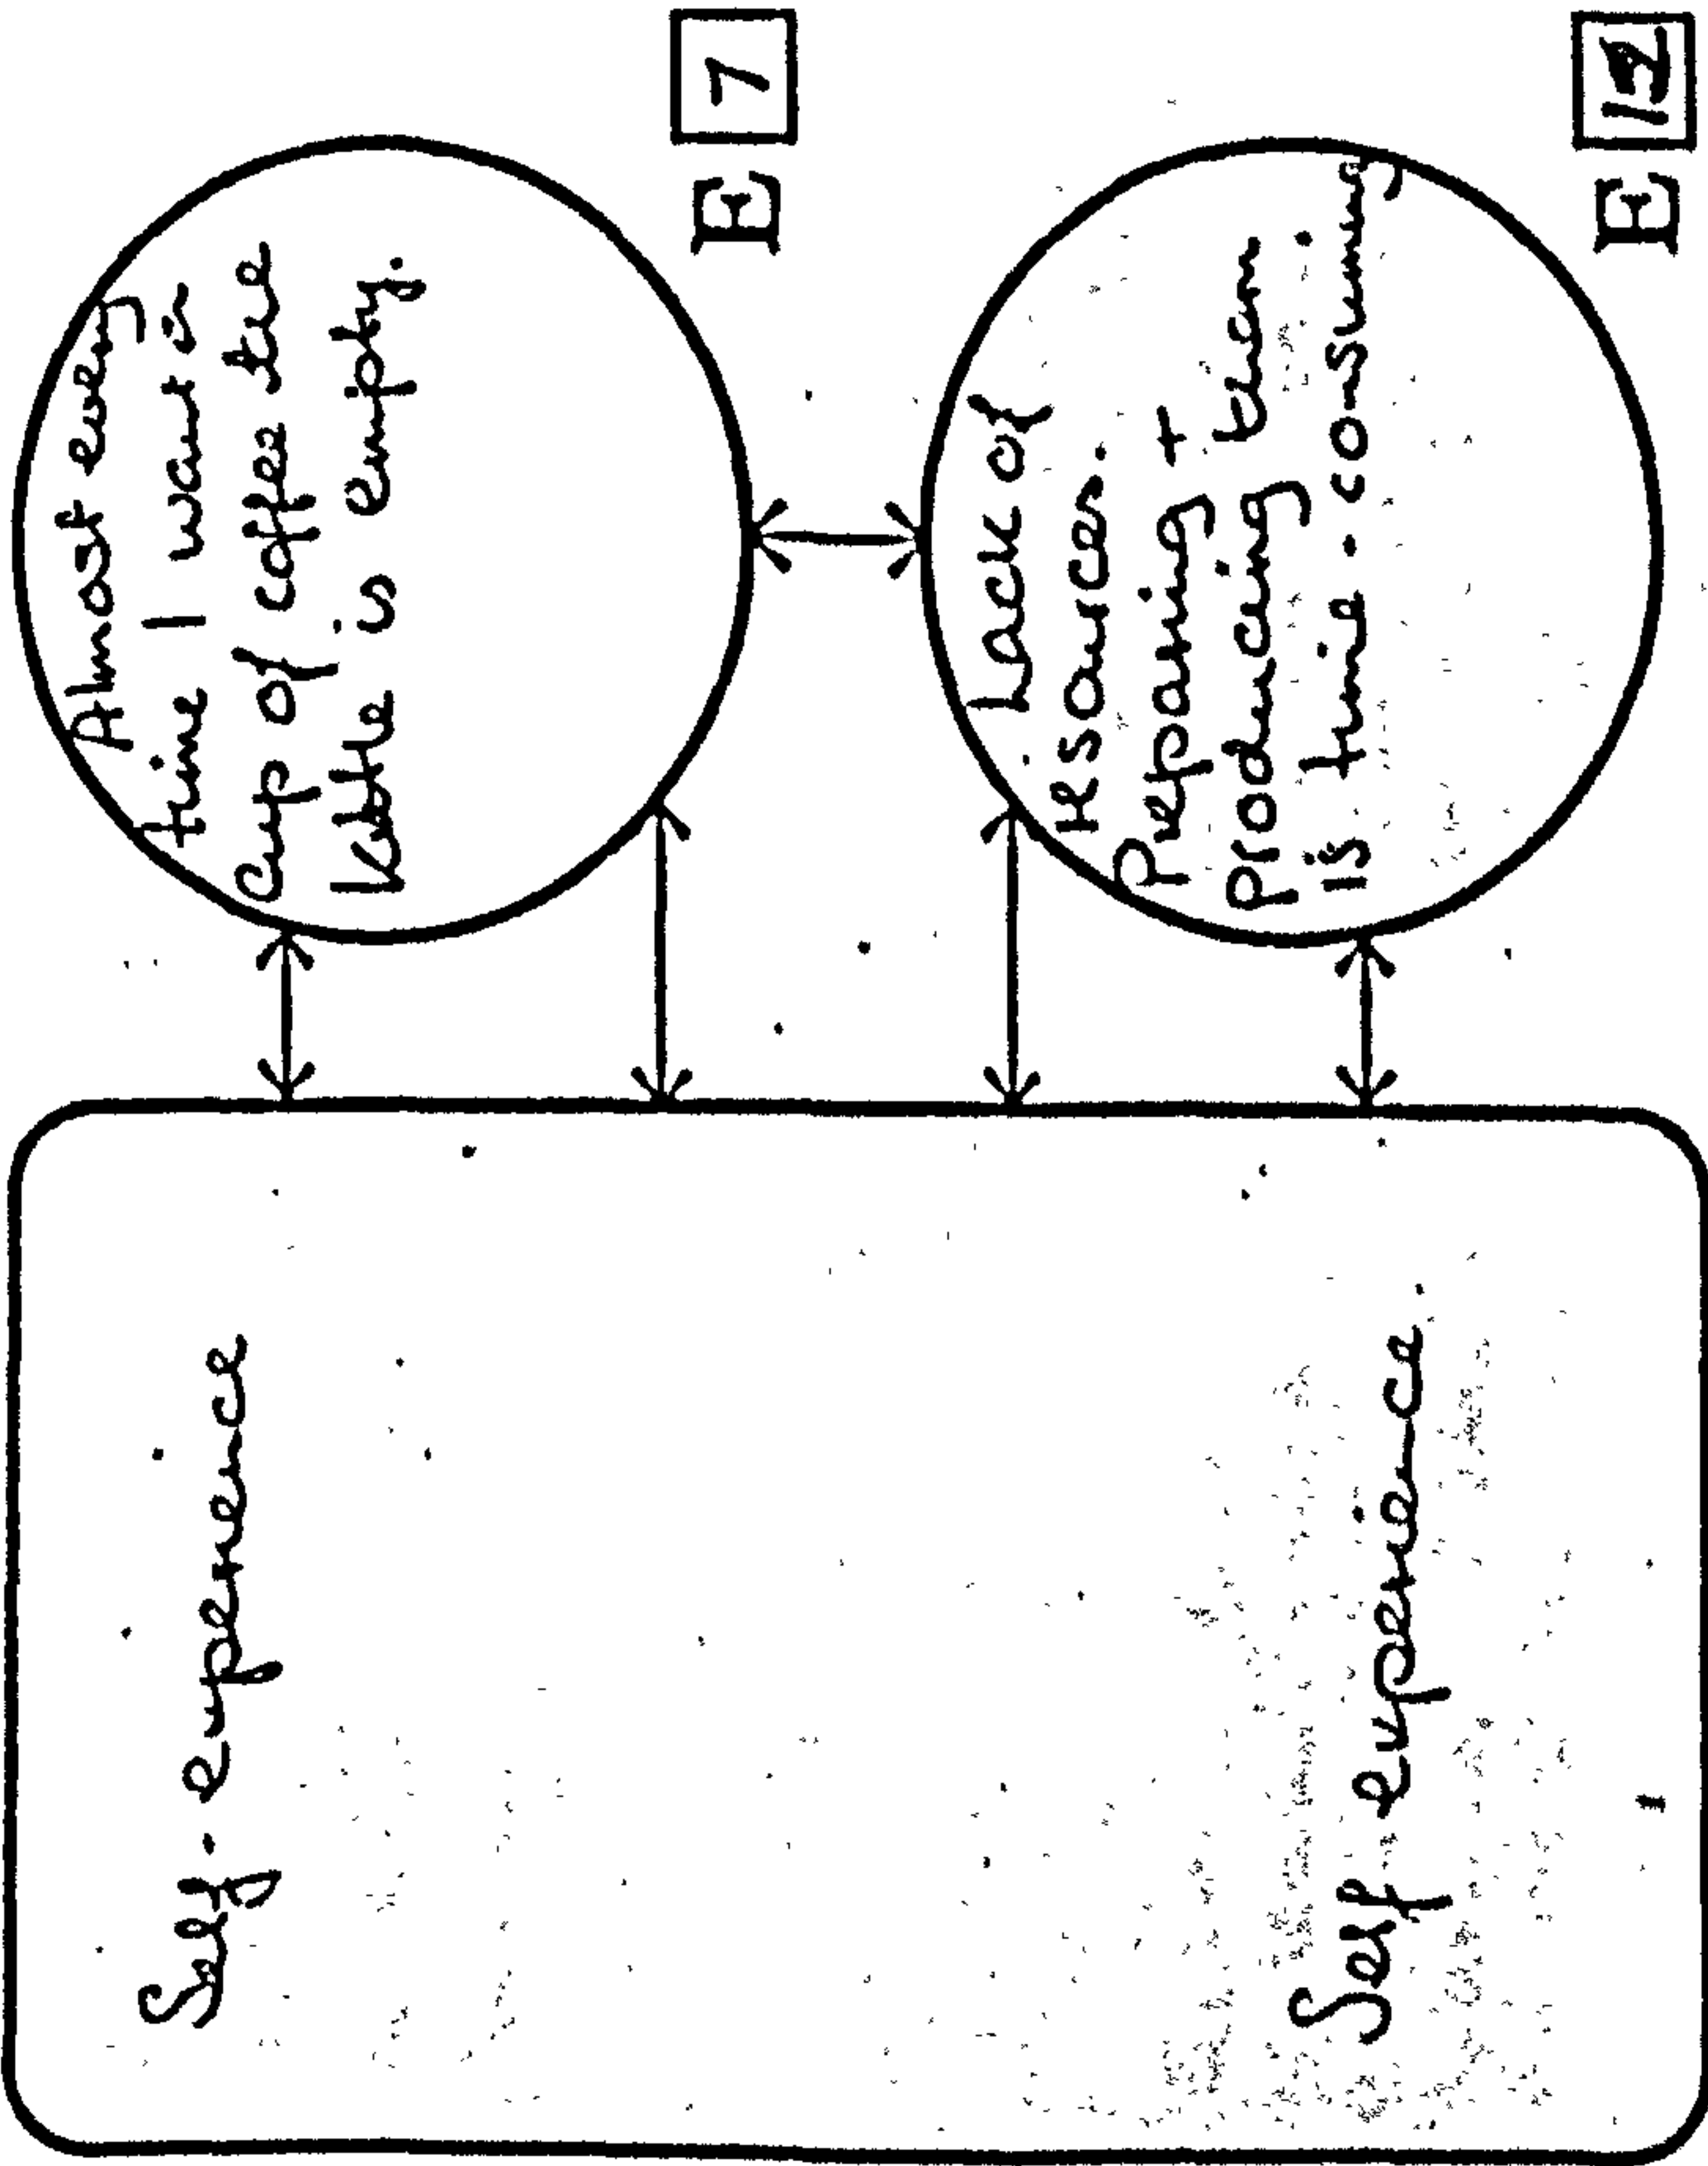 Self-experience
Almost every
time I want a
cup of coffee the
kettle is empty.
E 7
Self experience
Lack of
resources.
Preparing +
producing them
is time-consuming
E